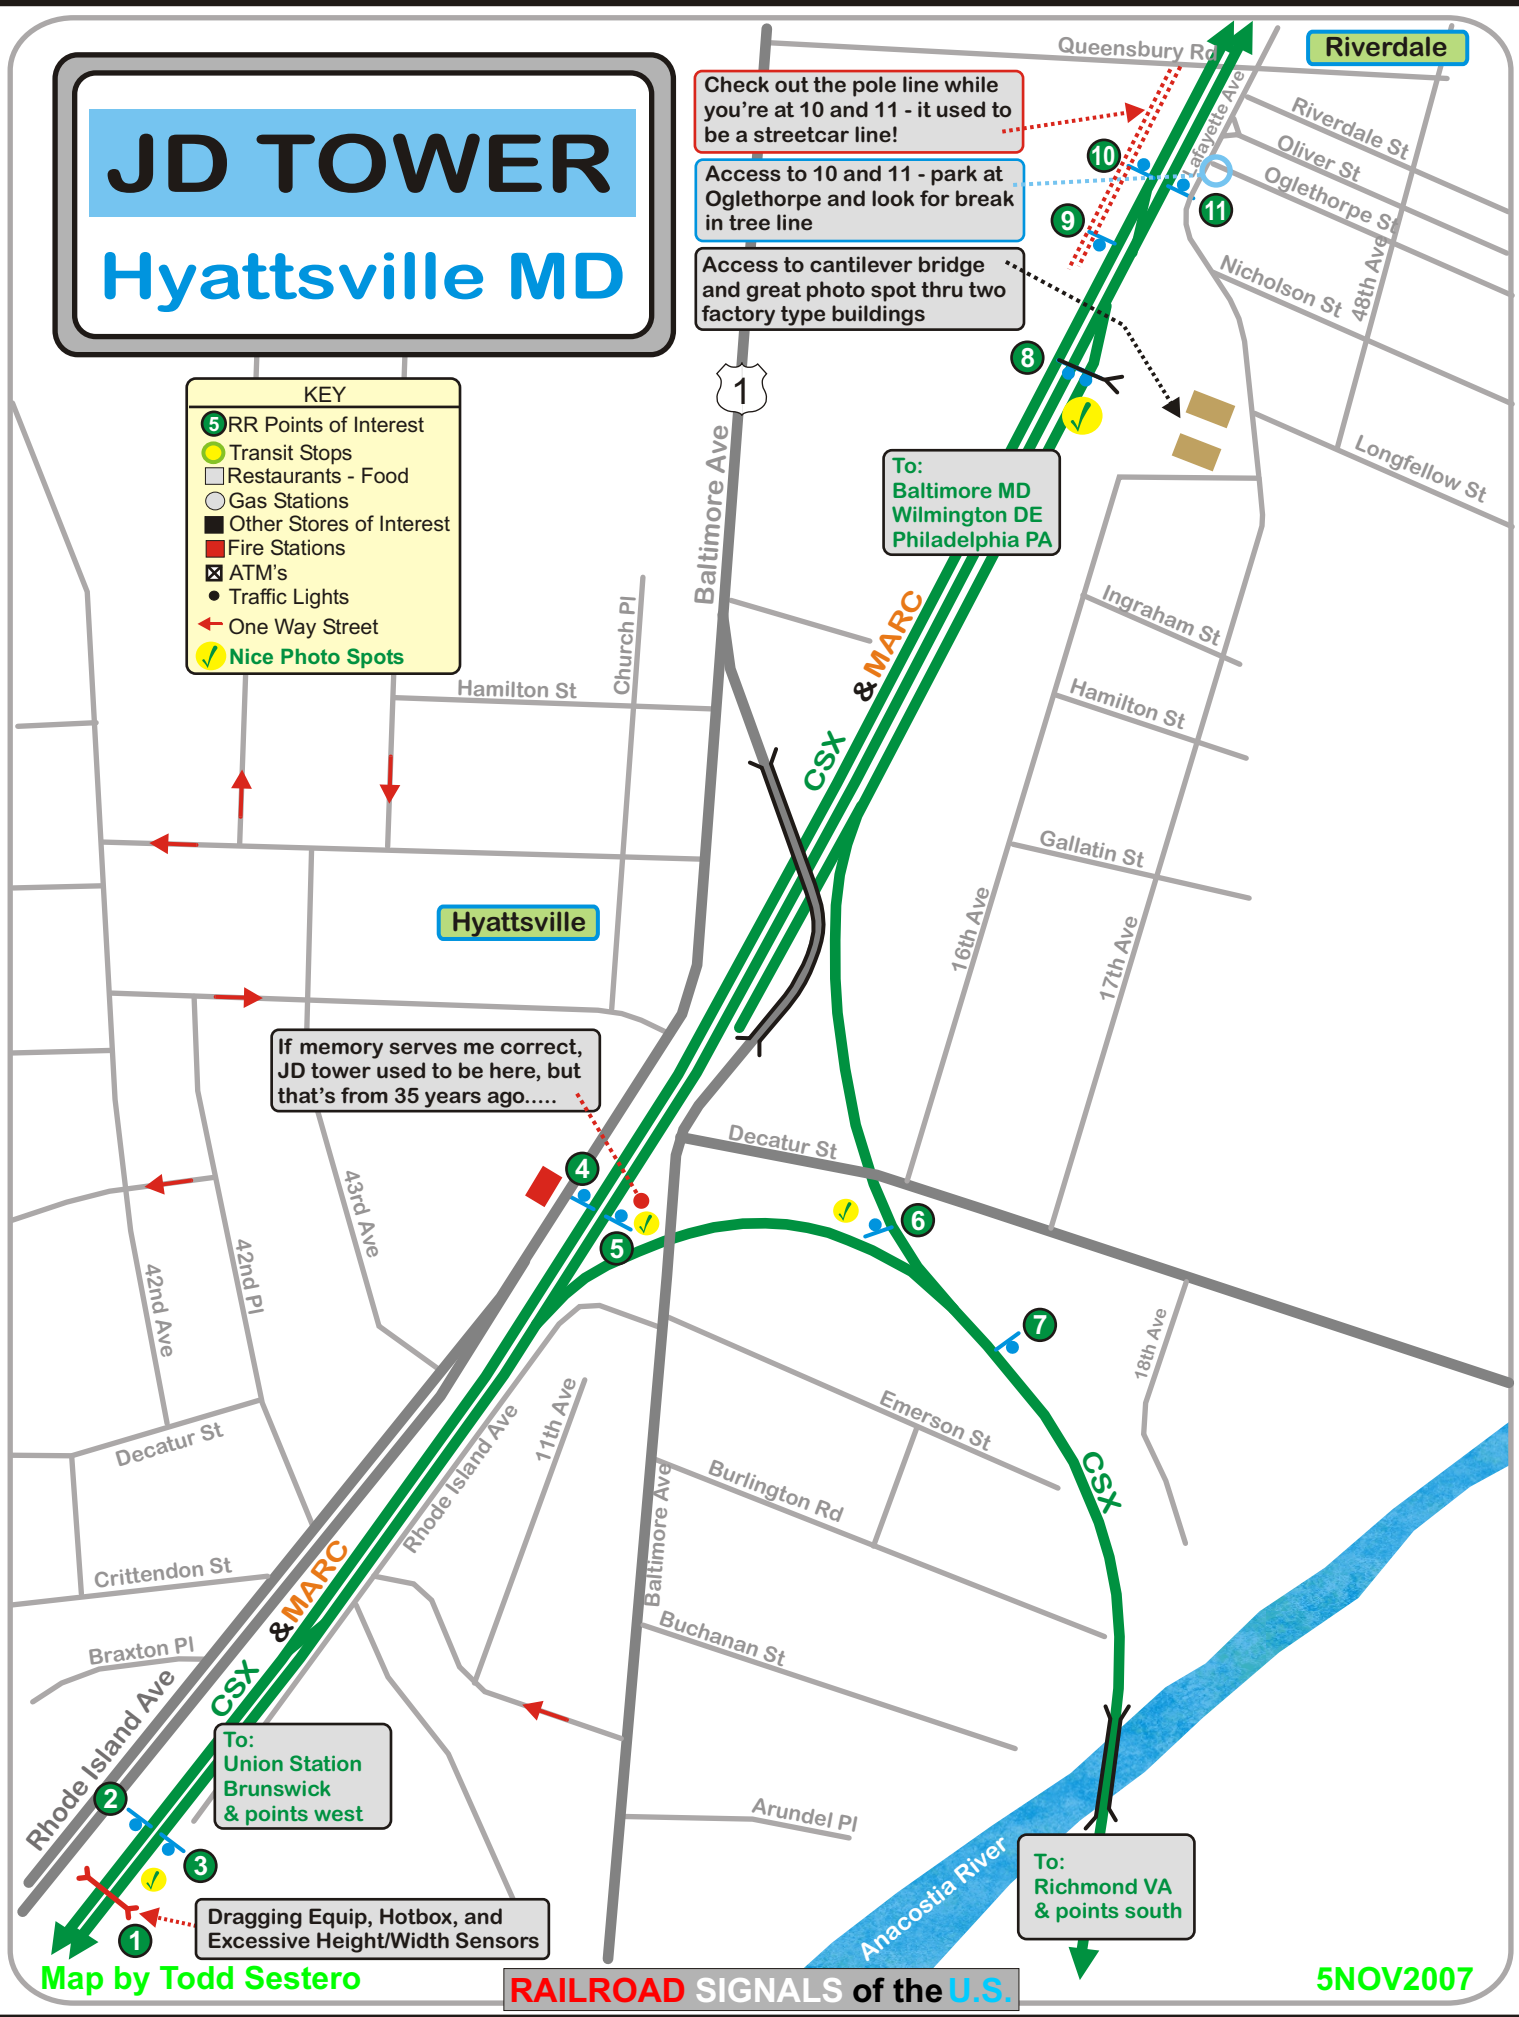 JD TOWER
Hyattsville MD
Queensbury Rd
Riverdale
Check out the pole line while
you're at 10 and 11 - it used to
be a streetcar line!
Access to 10 and 11 - park at
Oglethorpe and look for break
in tree line
Access to cantilever bridge
and great photo spot thru two
factory type buildings
Lafayette Ave
Riverdale St
Oliver St
Oglethorpe St
48th Ave
Nicholson St
Longfellow St
10
11
9
8
1
KEY
5 RR Points of Interest
Transit Stops
Restaurants - Food
Gas Stations
Other Stores of Interest
Fire Stations
ATM's
Traffic Lights
One Way Street
Nice Photo Spots
To:
Baltimore MD
Wilmington DE
Philadelphia PA
Baltimore Ave
Church Pl
Hamilton St
CSX & MARC
Ingraham St
Hamilton St
Gallatin St
16th Ave
17th Ave
Hyattsville
If memory serves me correct,
JD tower used to be here, but
that's from 35 years ago.....
Decatur St
4
5
6
7
43rd Ave
42nd Pl
42nd Ave
18th Ave
Decatur St
Rhode Island Ave
11th Ave
Emerson St
Burlington Rd
CSX
Baltimore Ave
Crittendon St
Buchanan St
Braxton Pl
CSX & MARC
Rhode Island Ave
To:
Union Station
Brunswick
& points west
2
3
Arundel Pl
Anacostia River
To:
Richmond VA
& points south
1
Dragging Equip, Hotbox, and
Excessive Height/Width Sensors
Map by Todd Sestero
RAILROAD SIGNALS of the U.S.
5NOV2007